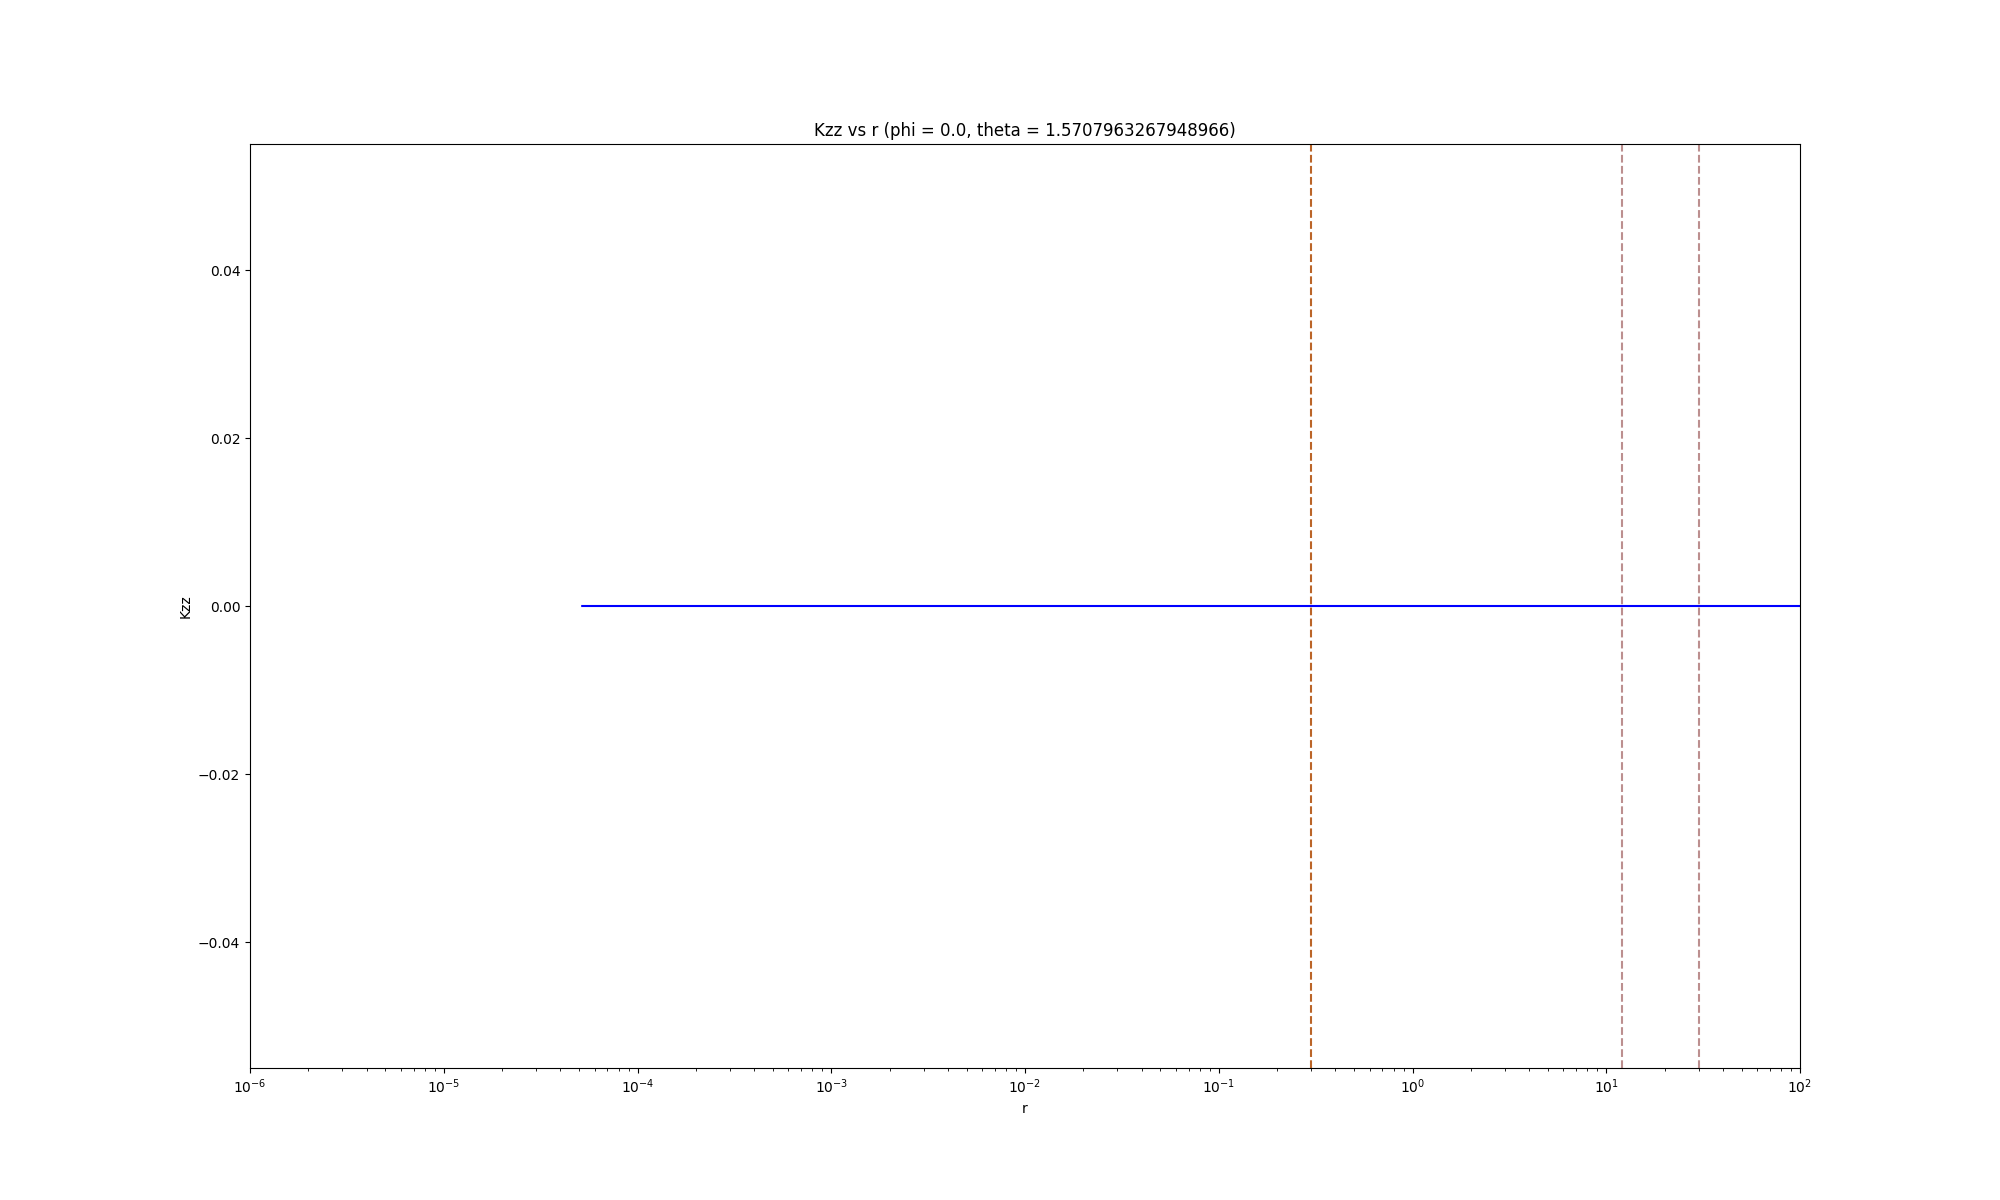 Kzz vs r (phi = 0.0, theta = 1.5707963267948966)
0.04
0.02
0.00
−0.02
−0.04
Kzz
10⁻⁶ 10⁻⁵ 10⁻⁴ 10⁻³ 10⁻² 10⁻¹ 10⁰ 10¹ 10²
r